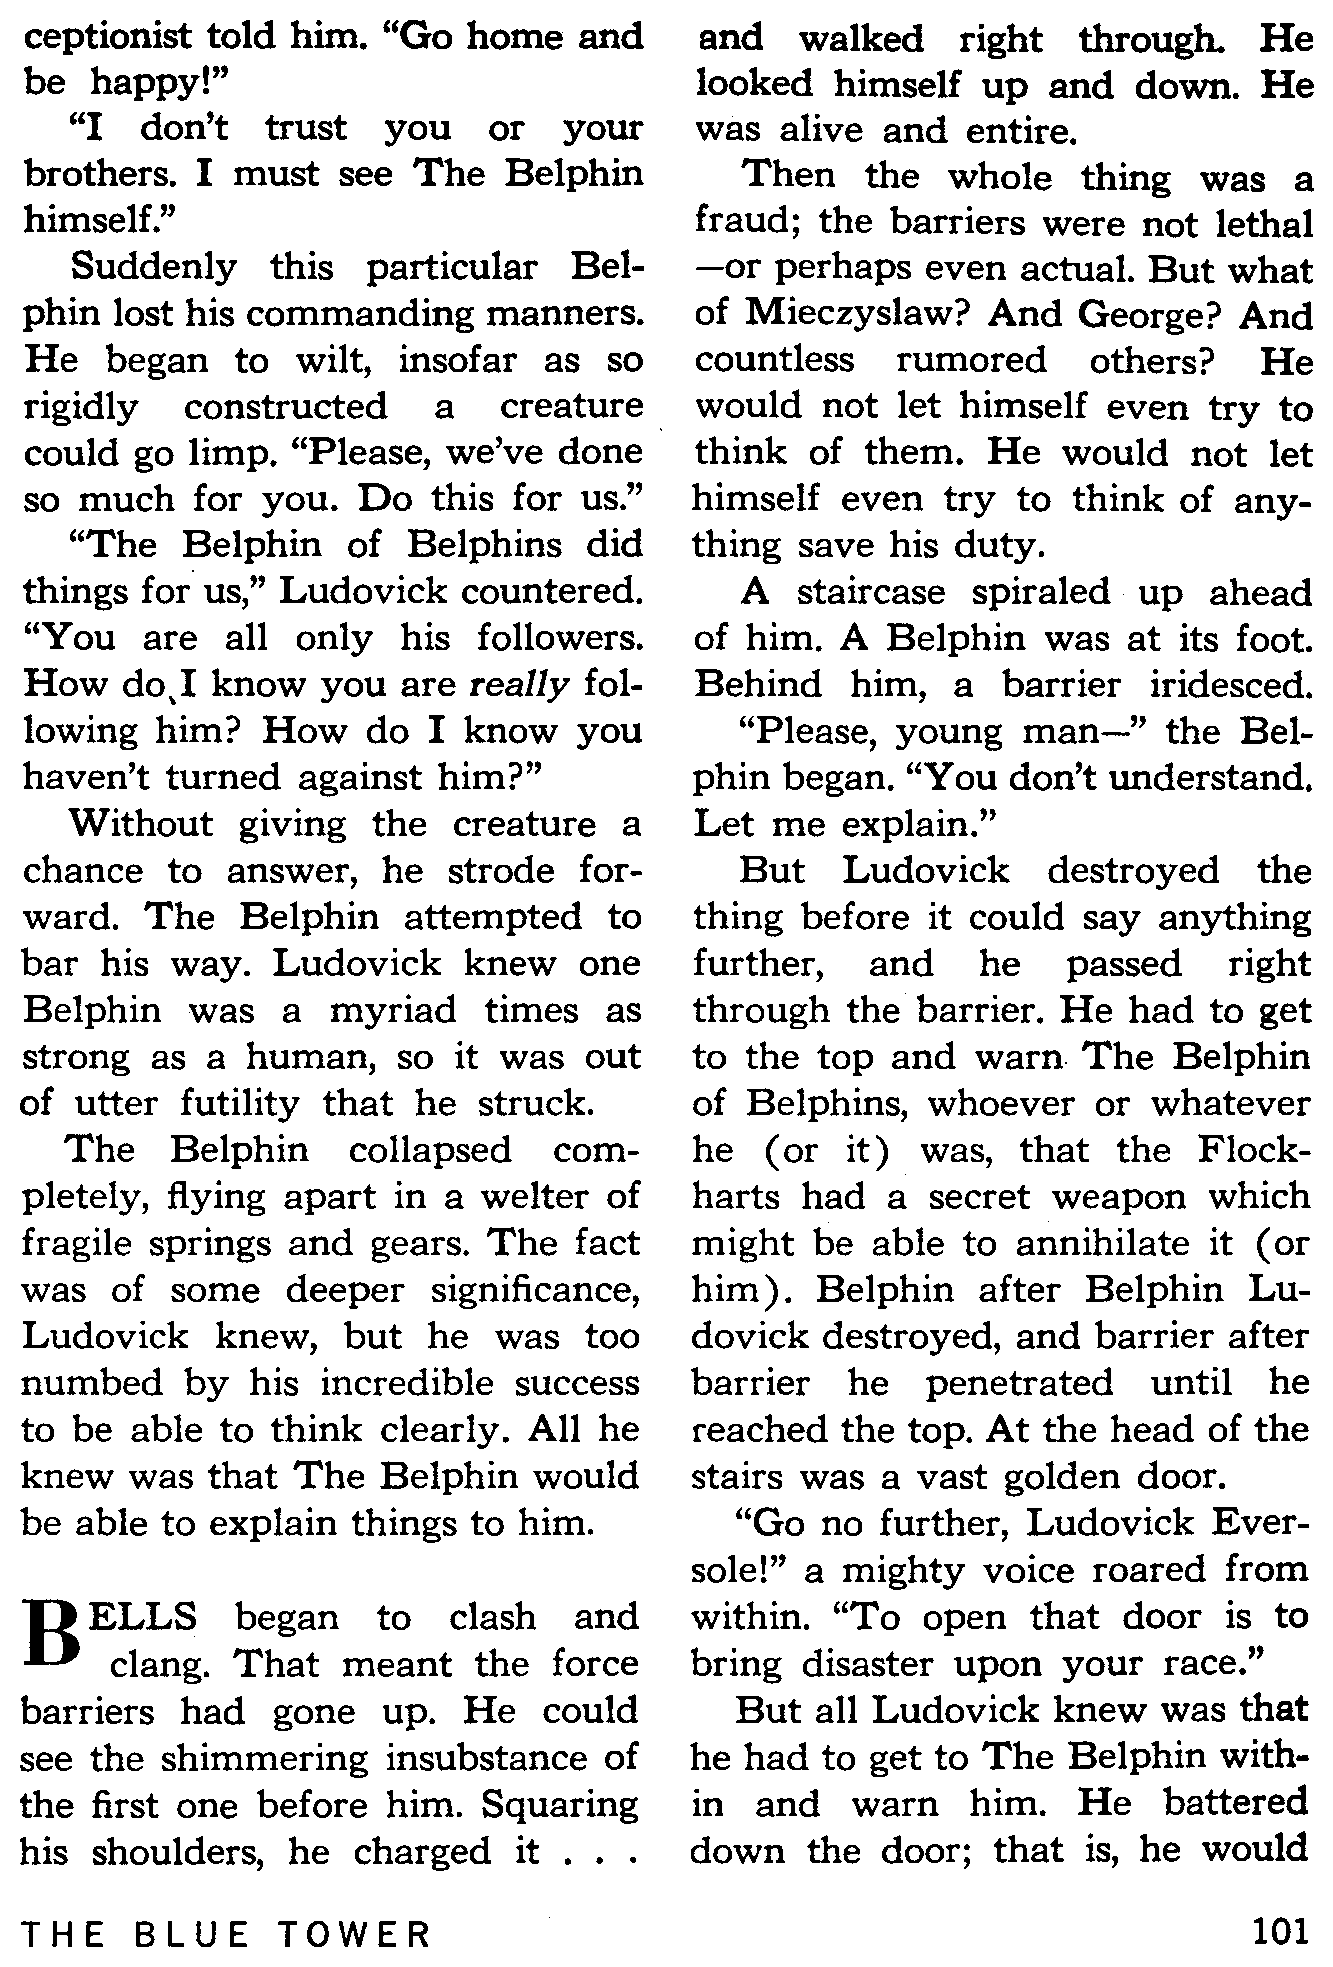 ceptionist told him. “Go home and
be happy!”
“I don’t trust you or your
brothers. I must see The Belphin
himself.”
Suddenly this particular Bel-
phin lost his commanding manners.
He began to wilt, insofar as so
rigidly constructed a creature
could go limp. “Please, we’ve done
so much for you. Do this for us.”
“The Belphin of Belphins did
things for us,” Ludovick countered.
“You are all only his followers.
How do I know you are really fol-
lowing him? How do I know you
haven’t turned against him?”
Without giving the creature a
chance to answer, he strode for-
ward. The Belphin attempted to
bar his way. Ludovick knew one
Belphin was a myriad times as
strong as a human, so it was out
of utter futility that he struck.
The Belphin collapsed com-
pletely, flying apart in a welter of
fragile springs and gears. The fact
was of some deeper significance,
Ludovick knew, but he was too
numbed by his incredible success
to be able to think clearly. All he
knew was that The Belphin would
be able to explain things to him.
BELLS began to clash and
clang. That meant the force
barriers had gone up. He could
see the shimmering insubstance of
the first one before him. Squaring
his shoulders, he charged it . . .
and walked right through. He
looked himself up and down. He
was alive and entire.
Then the whole thing was a
fraud; the barriers were not lethal
—or perhaps even actual. But what
of Mieczyslaw? And George? And
countless rumored others? He
would not let himself even try to
think of them. He would not let
himself even try to think of any-
thing save his duty.
A staircase spiraled up ahead
of him. A Belphin was at its foot.
Behind him, a barrier iridesced.
“Please, young man—” the Bel-
phin began. “You don’t understand.
Let me explain.”
But Ludovick destroyed the
thing before it could say anything
further, and he passed right
through the barrier. He had to get
to the top and warn The Belphin
of Belphins, whoever or whatever
he (or it) was, that the Flock-
harts had a secret weapon which
might be able to annihilate it (or
him). Belphin after Belphin Lu-
dovick destroyed, and barrier after
barrier he penetrated until he
reached the top. At the head of the
stairs was a vast golden door.
“Go no further, Ludovick Ever-
sole!” a mighty voice roared from
within. “To open that door is to
bring disaster upon your race.”
But all Ludovick knew was that
he had to get to The Belphin with-
in and warn him. He battered
down the door; that is, he would
THE BLUE TOWER
101